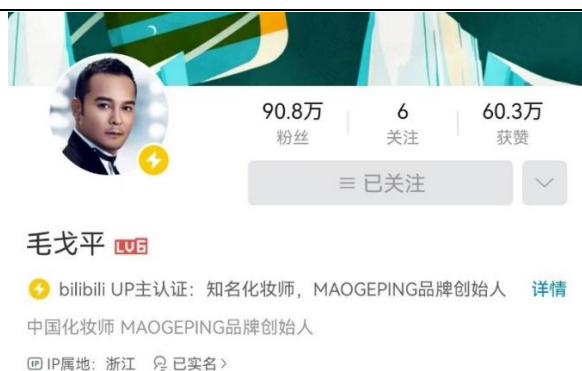 90.8万 6 60.3万
粉丝 关注 获赞
已关注
毛戈平 LV6
bilibili UP主认证：知名化妆师，MAOGEPING品牌创始人 详情
中国化妆师 MAOGEPING品牌创始人
IP IP属地：浙江 已实名